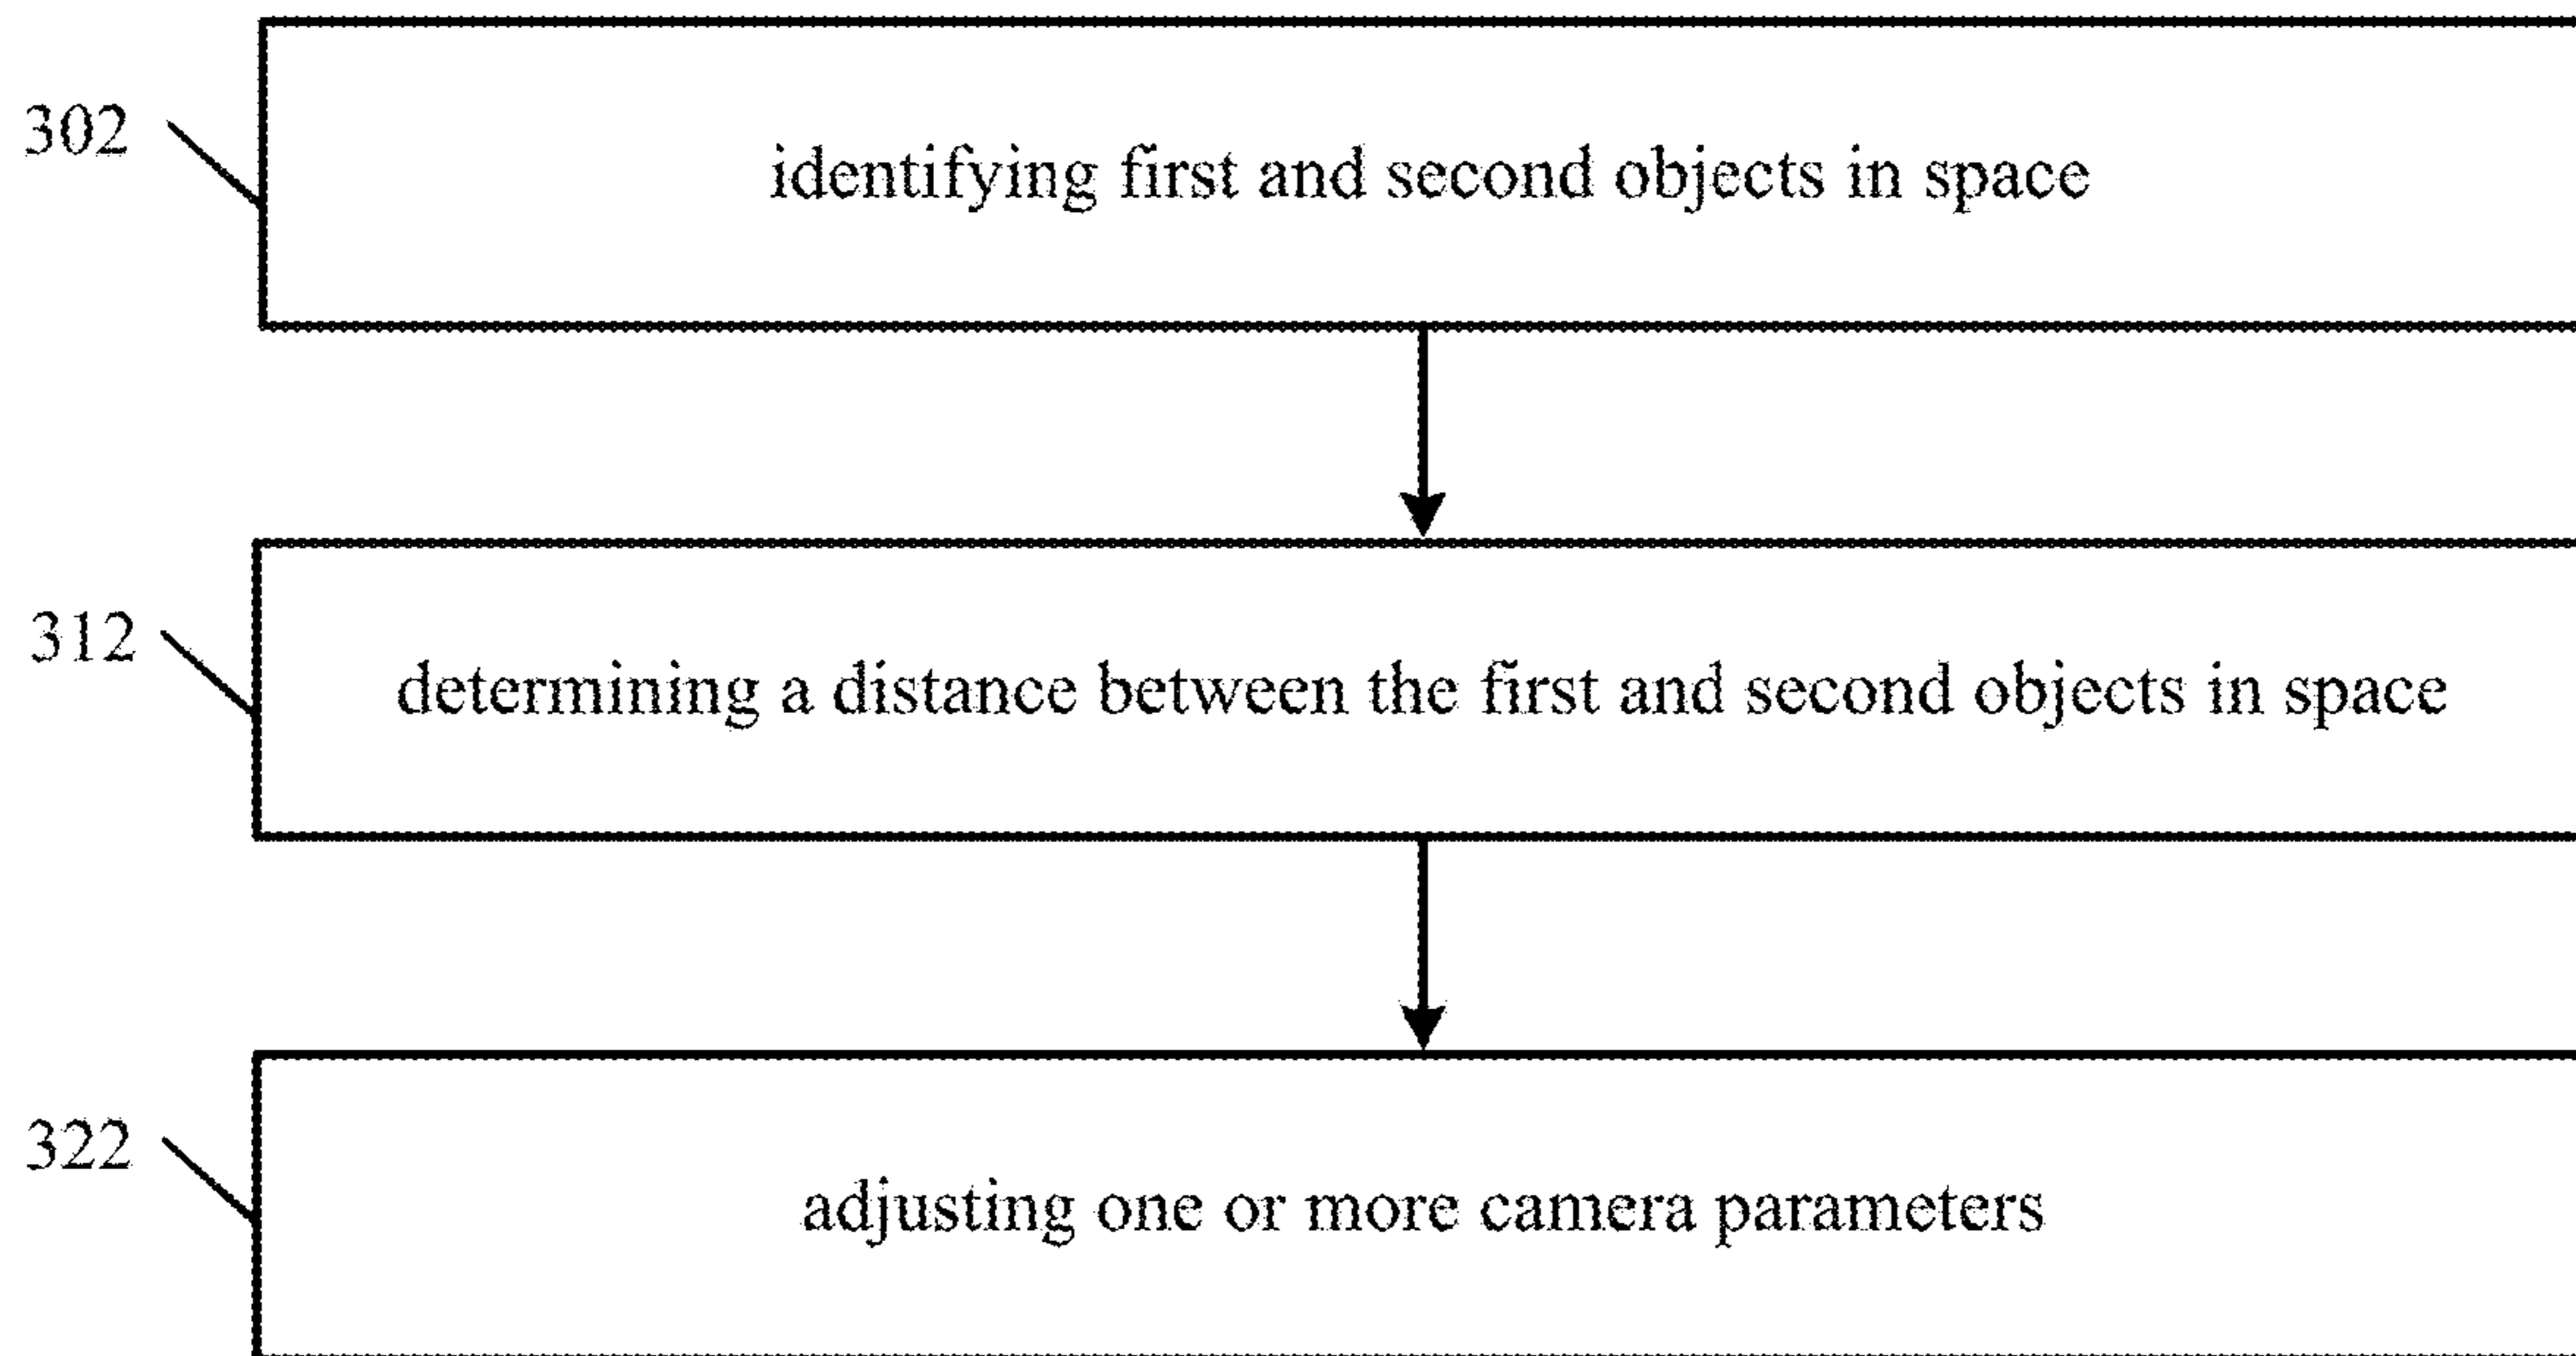 302
identifying first and second objects in space
312
determining a distance between the first and second objects in space
322
adjusting one or more camera parameters